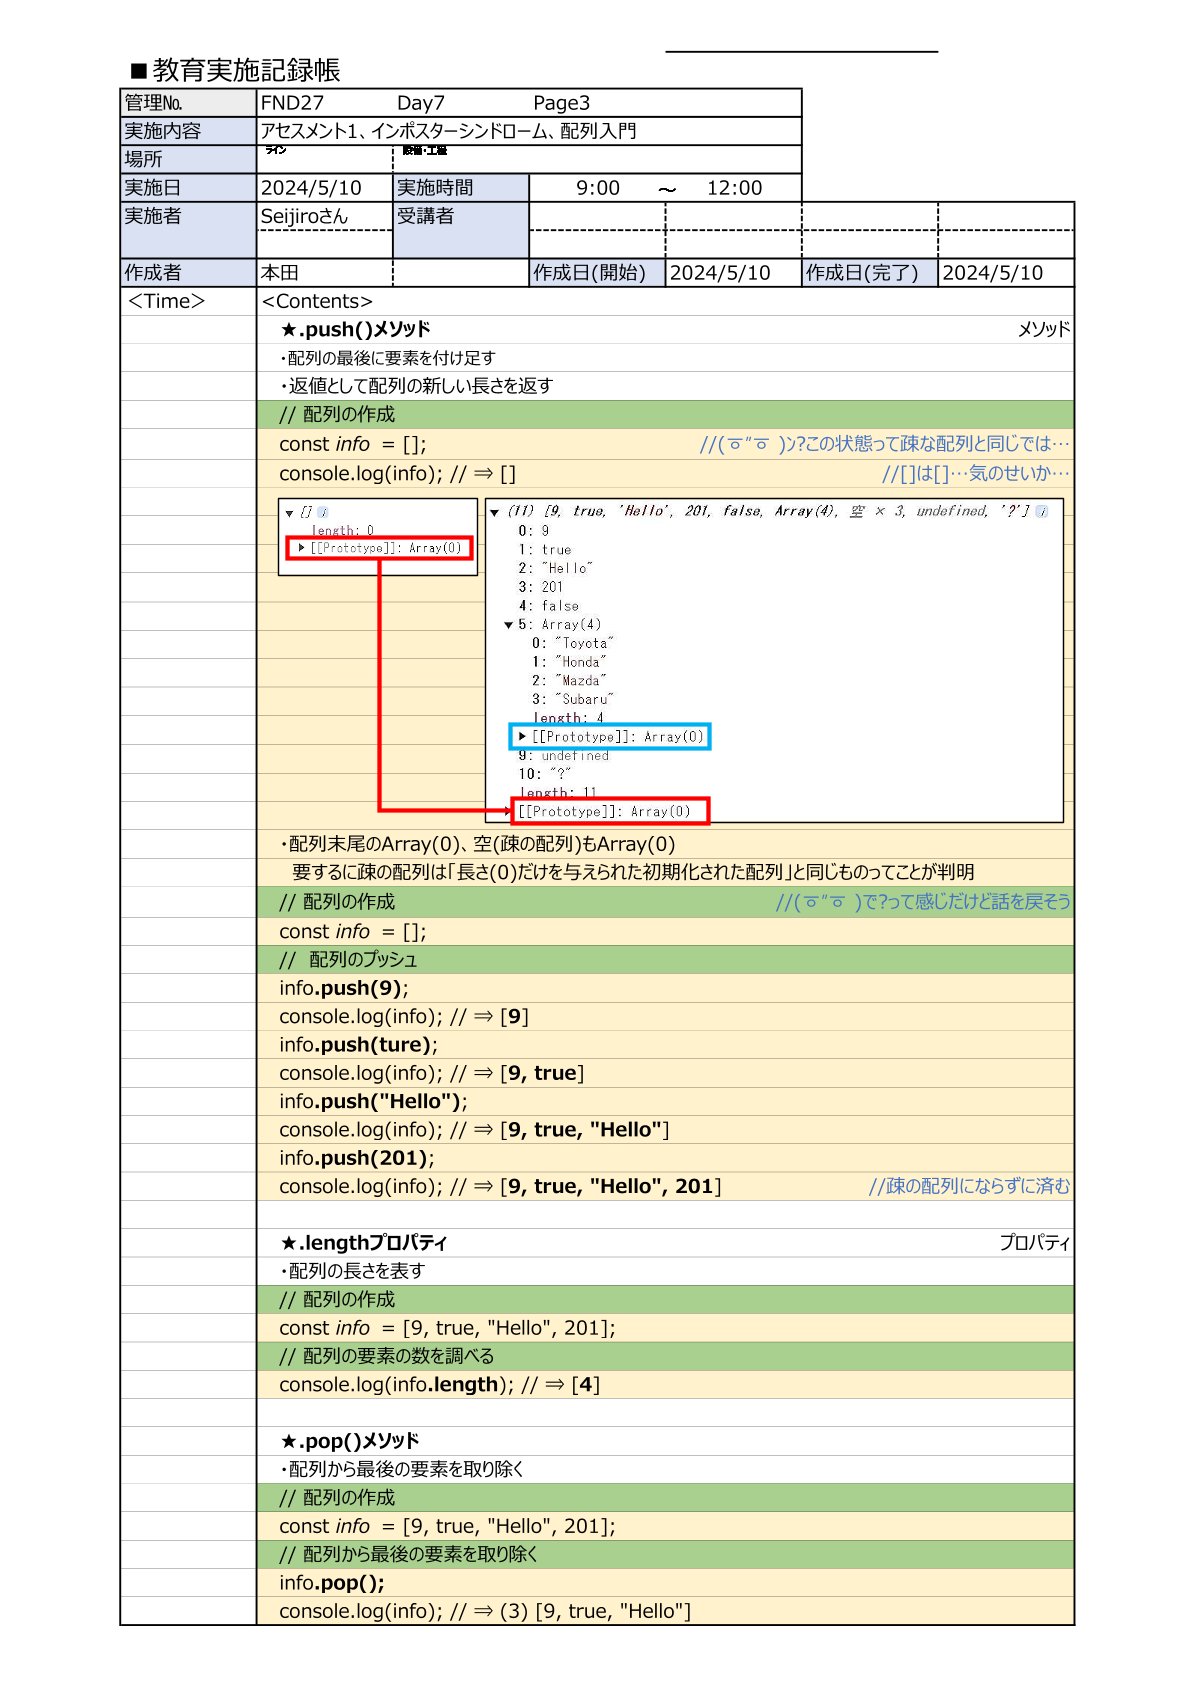 ■教育実施記録帳
管理No. FND27 Day7 Page3
実施内容 アセスメント1、インポスターシンドローム、配列入門
場所 ライン 設備・工程
実施日 2024/5/10 実施時間 9:00 ～ 12:00
実施者 Seijiroさん 受講者
作成者 本田 作成日(開始) 2024/5/10 作成日(完了) 2024/5/10
<Time> <Contents>
★.push()メソッド メソッド
・配列の最後に要素を付け足す
・返値として配列の新しい長さを返す
// 配列の作成
const info = []; //(ㅎ"ㅎ )ﾝ?この状態って疎な配列と同じでは…
console.log(info); // ⇒ [] //[]は[]…気のせいか…
▼ [] i
length: 0
▶ [[Prototype]]: Array(0)
▼ (11) [9, true, 'Hello', 201, false, Array(4), 空 × 3, undefined, '?'] i
0: 9
1: true
2: "Hello"
3: 201
4: false
▼ 5: Array(4)
0: "Toyota"
1: "Honda"
2: "Mazda"
3: "Subaru"
length: 4
▶ [[Prototype]]: Array(0)
9: undefined
10: "?"
length: 11
▶ [[Prototype]]: Array(0)
・配列末尾のArray(0)、空(疎の配列)もArray(0)
要するに疎の配列は「長さ(0)だけを与えられた初期化された配列」と同じものってことが判明
// 配列の作成 //(ㅎ"ㅎ )で?って感じだけど話を戻そう
const info = [];
// 配列のプッシュ
info.push(9);
console.log(info); // ⇒ [9]
info.push(ture);
console.log(info); // ⇒ [9, true]
info.push("Hello");
console.log(info); // ⇒ [9, true, "Hello"]
info.push(201);
console.log(info); // ⇒ [9, true, "Hello", 201] //疎の配列にならずに済む
★.lengthプロパティ プロパティ
・配列の長さを表す
// 配列の作成
const info = [9, true, "Hello", 201];
// 配列の要素の数を調べる
console.log(info.length); // ⇒ [4]
★.pop()メソッド
・配列から最後の要素を取り除く
// 配列の作成
const info = [9, true, "Hello", 201];
// 配列から最後の要素を取り除く
info.pop();
console.log(info); // ⇒ (3) [9, true, "Hello"]